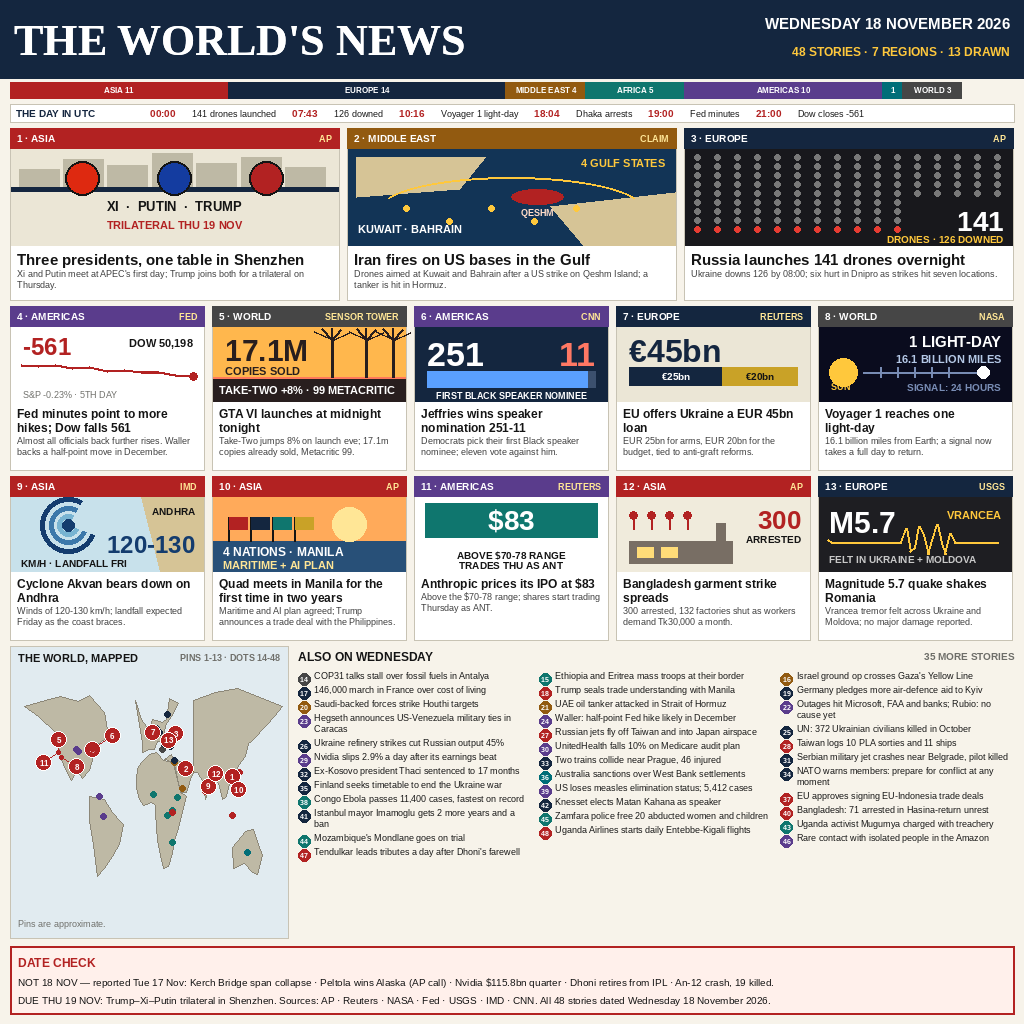 THE WORLD'S NEWS
WEDNESDAY 18 NOVEMBER 2026
48 STORIES · 7 REGIONS · 13 DRAWN
ASIA 11
EUROPE 14
MIDDLE EAST 4
AFRICA 5
AMERICAS 10
1
WORLD 3
THE DAY IN UTC
00:00 141 drones launched
07:43 126 downed
10:16 Voyager 1 light-day
18:04 Dhaka arrests
19:00 Fed minutes
21:00 Dow closes -561
1 · ASIA
AP
XI · PUTIN · TRUMP
TRILATERAL THU 19 NOV
Three presidents, one table in Shenzhen
Xi and Putin meet at APEC's first day; Trump joins both for a trilateral on
Thursday.
2 · MIDDLE EAST
CLAIM
4 GULF STATES
QESHM
KUWAIT · BAHRAIN
Iran fires on US bases in the Gulf
Drones aimed at Kuwait and Bahrain after a US strike on Qeshm Island; a
tanker is hit in Hormuz.
3 · EUROPE
AP
141
DRONES · 126 DOWNED
Russia launches 141 drones overnight
Ukraine downs 126 by 08:00; six hurt in Dnipro as strikes hit seven locations.
4 · AMERICAS
FED
-561
DOW 50,198
S&P -0.23% · 5TH DAY
Fed minutes point to more
hikes; Dow falls 561
Almost all officials back further rises. Waller
backs a half-point move in December.
5 · WORLD
SENSOR TOWER
17.1M
COPIES SOLD
TAKE-TWO +8% · 99 METACRITIC
GTA VI launches at midnight
tonight
Take-Two jumps 8% on launch eve; 17.1m
copies already sold, Metacritic 99.
6 · AMERICAS
CNN
251
11
FIRST BLACK SPEAKER NOMINEE
Jeffries wins speaker
nomination 251-11
Democrats pick their first Black speaker
nominee; eleven vote against him.
7 · EUROPE
REUTERS
€45bn
€25bn
€20bn
EU offers Ukraine a EUR 45bn
loan
EUR 25bn for arms, EUR 20bn for the
budget, tied to anti-graft reforms.
8 · WORLD
NASA
1 LIGHT-DAY
16.1 BILLION MILES
SUN
SIGNAL: 24 HOURS
Voyager 1 reaches one
light-day
16.1 billion miles from Earth; a signal now
takes a full day to return.
9 · ASIA
IMD
ANDHRA
120-130
KM/H · LANDFALL FRI
Cyclone Akvan bears down on
Andhra
Winds of 120-130 km/h; landfall expected
Friday as the coast braces.
10 · ASIA
AP
4 NATIONS · MANILA
MARITIME + AI PLAN
Quad meets in Manila for the
first time in two years
Maritime and AI plan agreed; Trump
announces a trade deal with the Philippines.
11 · AMERICAS
REUTERS
$83
ABOVE $70-78 RANGE
TRADES THU AS ANT
Anthropic prices its IPO at $83
Above the $70-78 range; shares start trading
Thursday as ANT.
12 · ASIA
AP
300
ARRESTED
Bangladesh garment strike
spreads
300 arrested, 132 factories shut as workers
demand Tk30,000 a month.
13 · EUROPE
USGS
M5.7
VRANCEA
FELT IN UKRAINE + MOLDOVA
Magnitude 5.7 quake shakes
Romania
Vrancea tremor felt across Ukraine and
Moldova; no major damage reported.
THE WORLD, MAPPED
PINS 1-13 · DOTS 14-48
5
6
11
8
7
13
2
12
1
9
10
Pins are approximate.
ALSO ON WEDNESDAY
35 MORE STORIES
14 COP31 talks stall over fossil fuels in Antalya
17 146,000 march in France over cost of living
20 Saudi-backed forces strike Houthi targets
23 Hegseth announces US-Venezuela military ties in
Caracas
26 Ukraine refinery strikes cut Russian output 45%
29 Nvidia slips 2.9% a day after its earnings beat
32 Ex-Kosovo president Thaci sentenced to 17 months
35 Finland seeks timetable to end the Ukraine war
38 Congo Ebola passes 11,400 cases, fastest on record
41 Istanbul mayor Imamoglu gets 2 more years and a
ban
44 Mozambique's Mondlane goes on trial
47 Tendulkar leads tributes a day after Dhoni's farewell
15 Ethiopia and Eritrea mass troops at their border
18 Trump seals trade understanding with Manila
21 UAE oil tanker attacked in Strait of Hormuz
24 Waller: half-point Fed hike likely in December
27 Russian jets fly off Taiwan and into Japan airspace
30 UnitedHealth falls 10% on Medicare audit plan
33 Two trains collide near Prague, 46 injured
36 Australia sanctions over West Bank settlements
39 US loses measles elimination status; 5,412 cases
42 Knesset elects Matan Kahana as speaker
45 Zamfara police free 20 abducted women and children
48 Uganda Airlines starts daily Entebbe-Kigali flights
16 Israel ground op crosses Gaza's Yellow Line
19 Germany pledges more air-defence aid to Kyiv
22 Outages hit Microsoft, FAA and banks; Rubio: no
cause yet
25 UN: 372 Ukrainian civilians killed in October
28 Taiwan logs 10 PLA sorties and 11 ships
31 Serbian military jet crashes near Belgrade, pilot killed
34 NATO warns members: prepare for conflict at any
moment
37 EU approves signing EU-Indonesia trade deals
40 Bangladesh: 71 arrested in Hasina-return unrest
43 Uganda activist Mugumya charged with treachery
46 Rare contact with isolated people in the Amazon
DATE CHECK
NOT 18 NOV — reported Tue 17 Nov: Kerch Bridge span collapse · Peltola wins Alaska (AP call) · Nvidia $115.8bn quarter · Dhoni retires from IPL · An-12 crash, 19 killed.
DUE THU 19 NOV: Trump–Xi–Putin trilateral in Shenzhen. Sources: AP · Reuters · NASA · Fed · USGS · IMD · CNN. All 48 stories dated Wednesday 18 November 2026.